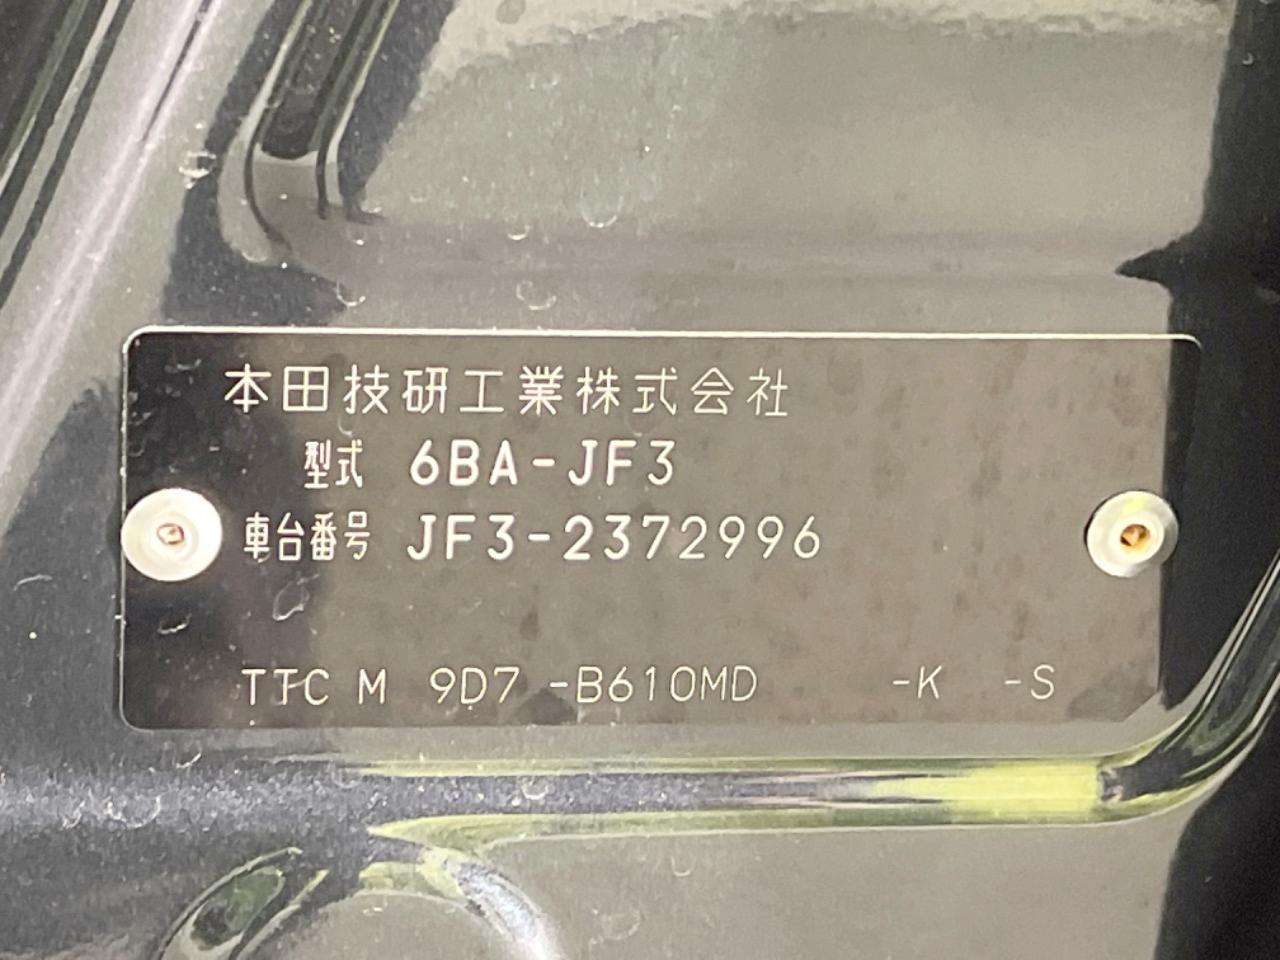 本田技研工業株式会社
型式 6BA-JF3
車台番号 JF3-2372996
TTC M 9D7 -B610MD -K -S